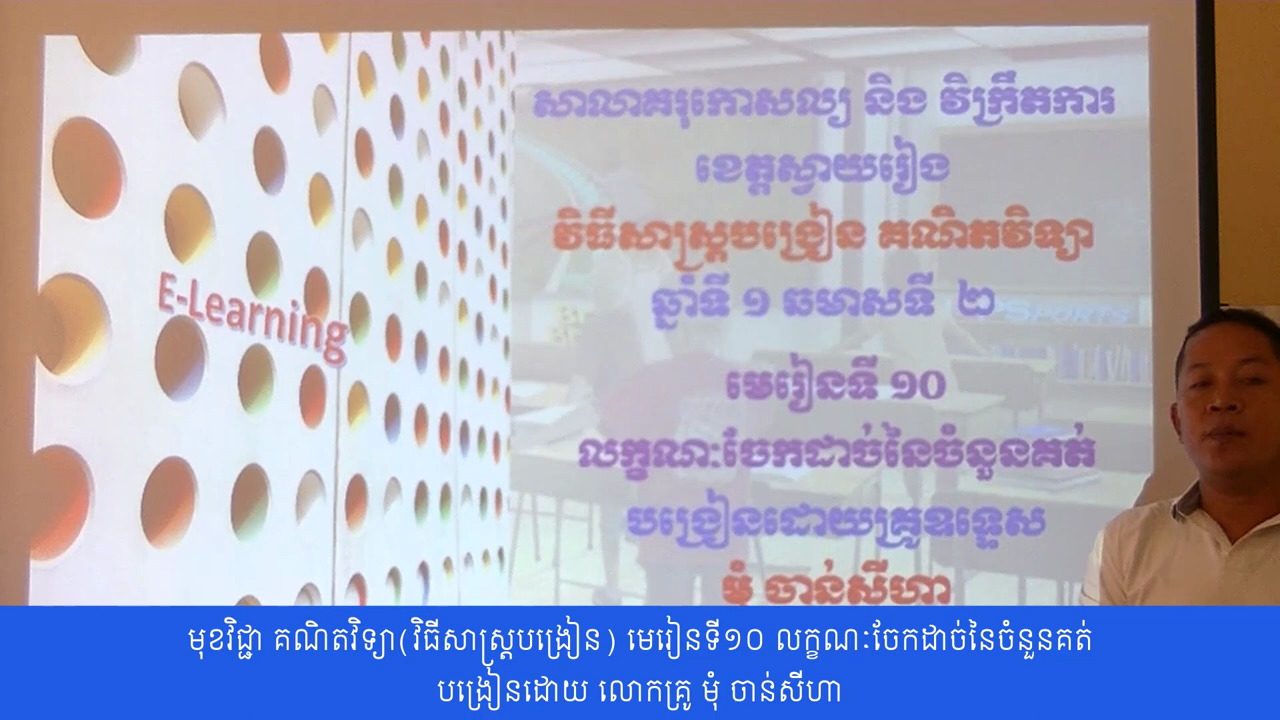 សាលាគរុកោសល្យ និង វិក្រឹតការ
ខេត្តស្វាយរៀង
វិធីសាស្ត្របង្រៀន គណិតវិទ្យា
ឆ្នាំទី ១ ឆមាសទី ២
មេរៀនទី ១០
លក្ខណៈចែកដាច់នៃចំនួនគត់
បង្រៀនដោយគ្រូឧទ្ទេស
មុំ ចាន់សីហា
E-Learning
SPORTS
មុខវិជ្ជា គណិតវិទ្យា(វិធីសាស្ត្របង្រៀន) មេរៀនទី១០ លក្ខណៈចែកដាច់នៃចំនួនគត់
បង្រៀនដោយ លោកគ្រូ មុំ ចាន់សីហា